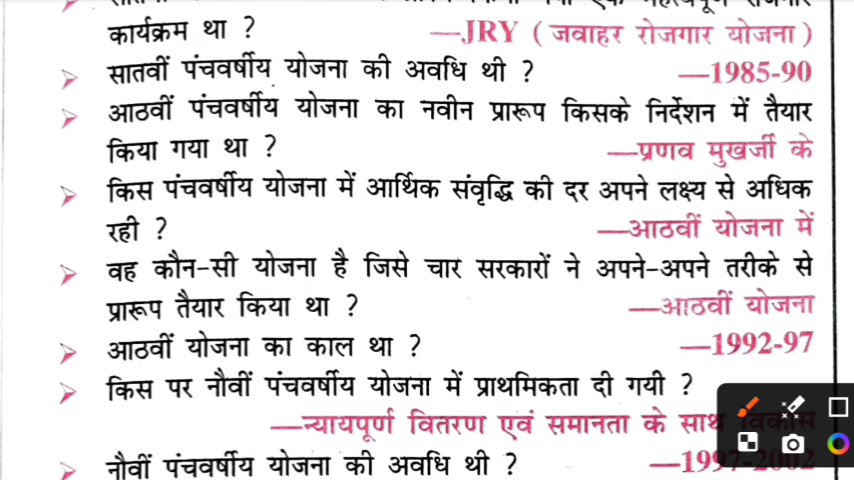 कार्यक्रम था ? —JRY ( जवाहर रोजगार योजना )
सातवीं पंचवर्षीय योजना की अवधि थी ? —1985-90
आठवीं पंचवर्षीय योजना का नवीन प्रारूप किसके निर्देशन में तैयार
किया गया था ? —प्रणव मुखर्जी के
किस पंचवर्षीय योजना में आर्थिक संवृद्धि की दर अपने लक्ष्य से अधिक
रही ? —आठवीं योजना में
वह कौन-सी योजना है जिसे चार सरकारों ने अपने-अपने तरीके से
प्रारूप तैयार किया था ? —आठवीं योजना
आठवीं योजना का काल था ? —1992-97
किस पर नौवीं पंचवर्षीय योजना में प्राथमिकता दी गयी ?
—न्यायपूर्ण वितरण एवं समानता के साथ विकास
नौवीं पंचवर्षीय योजना की अवधि थी ? —1997-2002